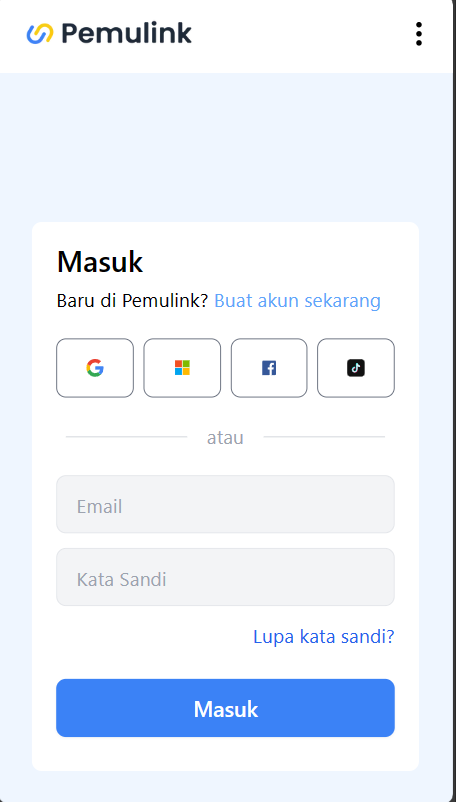 Pemulink
Masuk
Baru di Pemulink? Buat akun sekarang
atau
Email
Kata Sandi
Lupa kata sandi?
Masuk